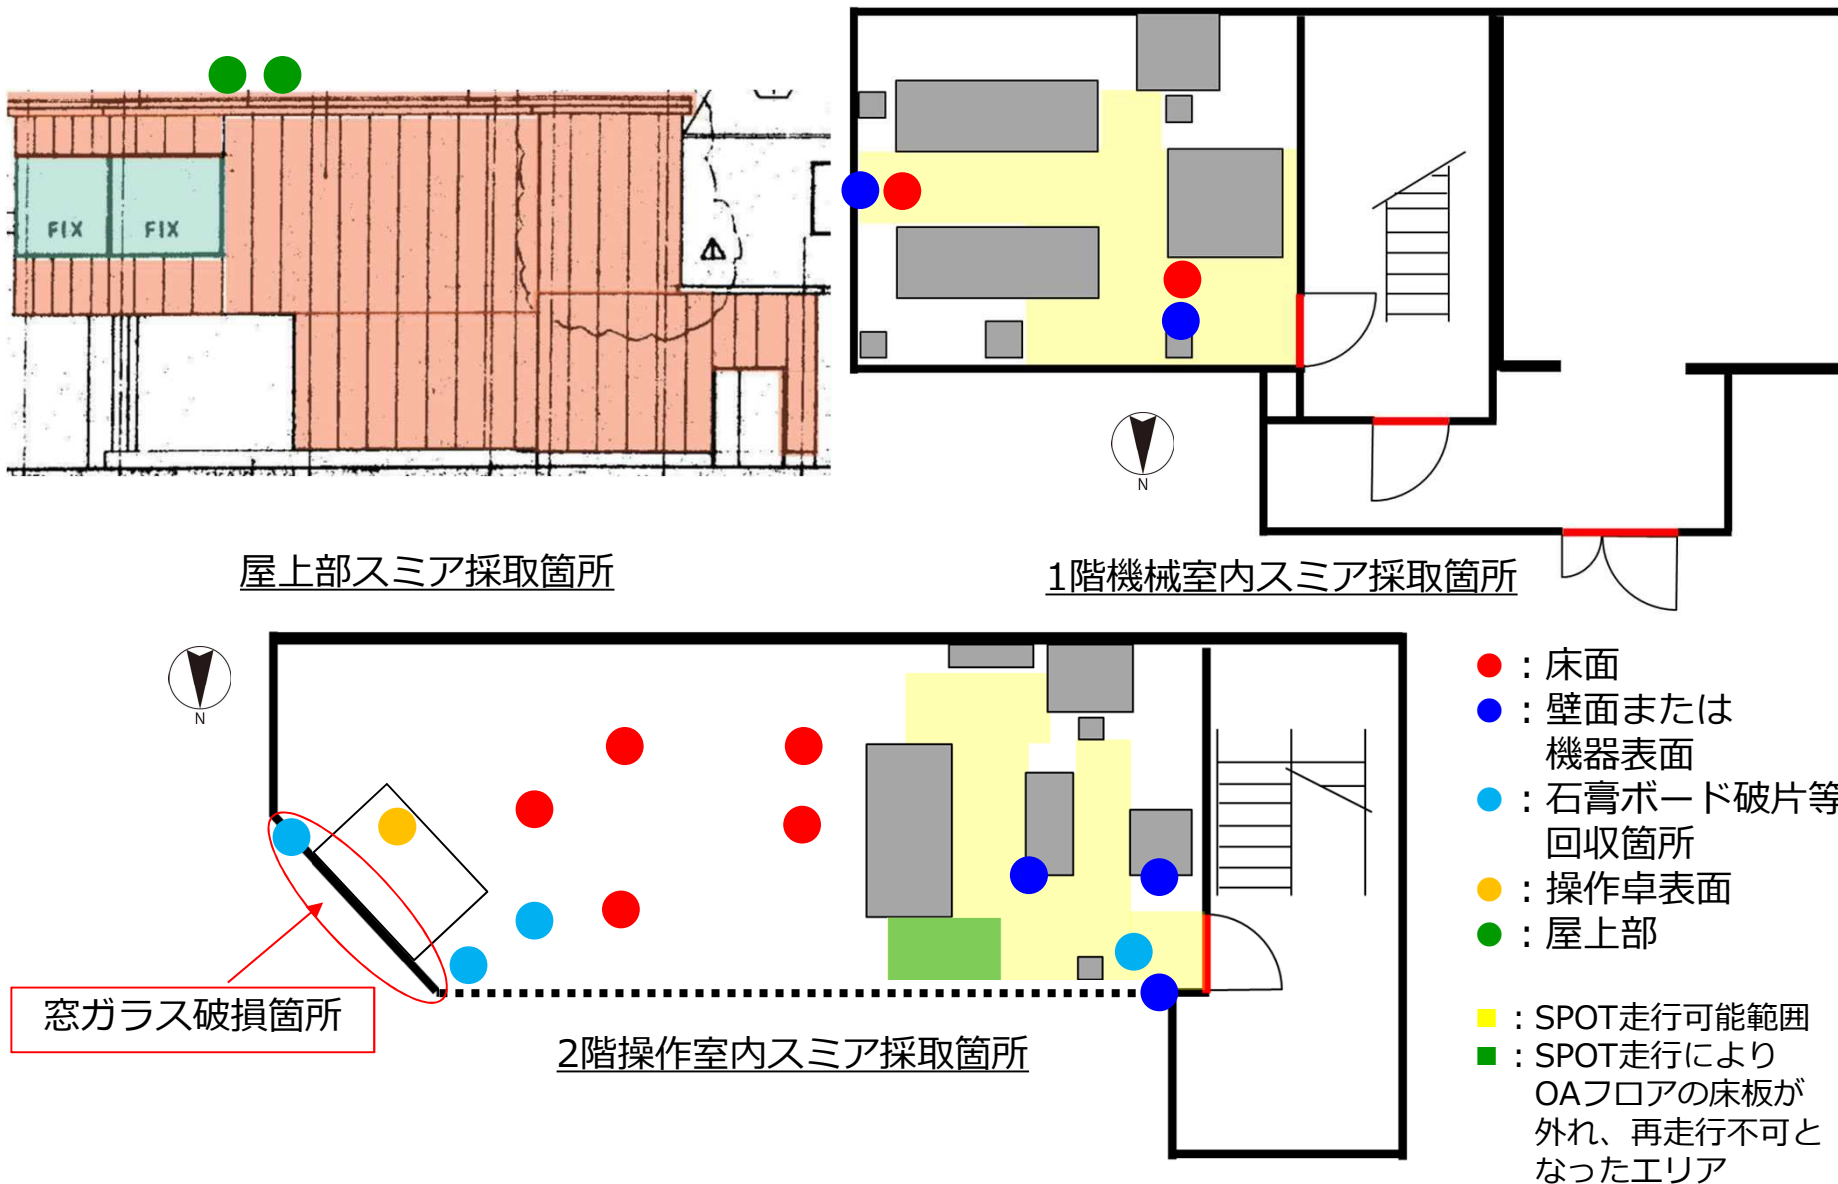 FIX
FIX
屋上部スミア採取箇所
N
1階機械室内スミア採取箇所
N
窓ガラス破損箇所
2階操作室内スミア採取箇所
：床面
：壁面または
機器表面
：石膏ボード破片等
回収箇所
：操作卓表面
：屋上部
：SPOT走行可能範囲
：SPOT走行により
OAフロアの床板が
外れ、再走行不可と
なったエリア